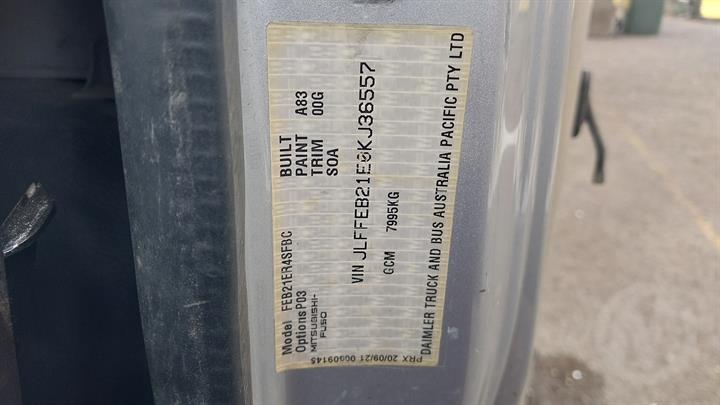 Model FEB21ER4SFBC
Options P03
MITSUBISHI-
FUSO
BUILT
PAINT A83
TRIM 00G
SOA
VIN JLFFEB21E0KJ36557
GCM 7995KG
DAIMLER TRUCK AND BUS AUSTRALIA PACIFIC PTY LTD
PRX 20/09/21 00609145